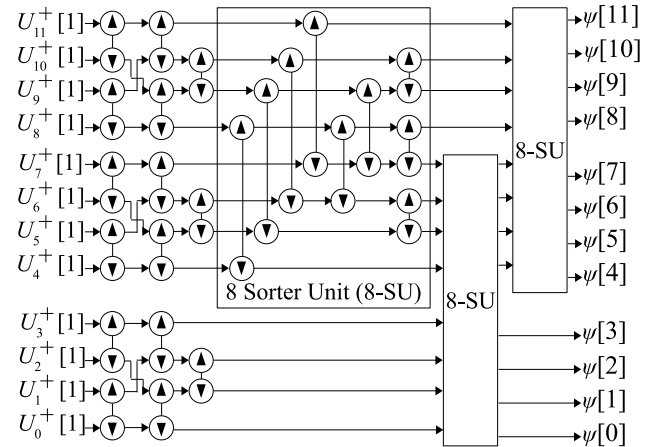 U₁₁⁺ [1]
U₁₀⁺ [1]
U₉⁺ [1]
U₈⁺ [1]
U₇⁺ [1]
U₆⁺ [1]
U₅⁺ [1]
U₄⁺ [1]
U₃⁺ [1]
U₂⁺ [1]
U₁⁺ [1]
U₀⁺ [1]
8 Sorter Unit (8-SU)
8-SU
8-SU
ψ[11]
ψ[10]
ψ[9]
ψ[8]
ψ[7]
ψ[6]
ψ[5]
ψ[4]
ψ[3]
ψ[2]
ψ[1]
ψ[0]